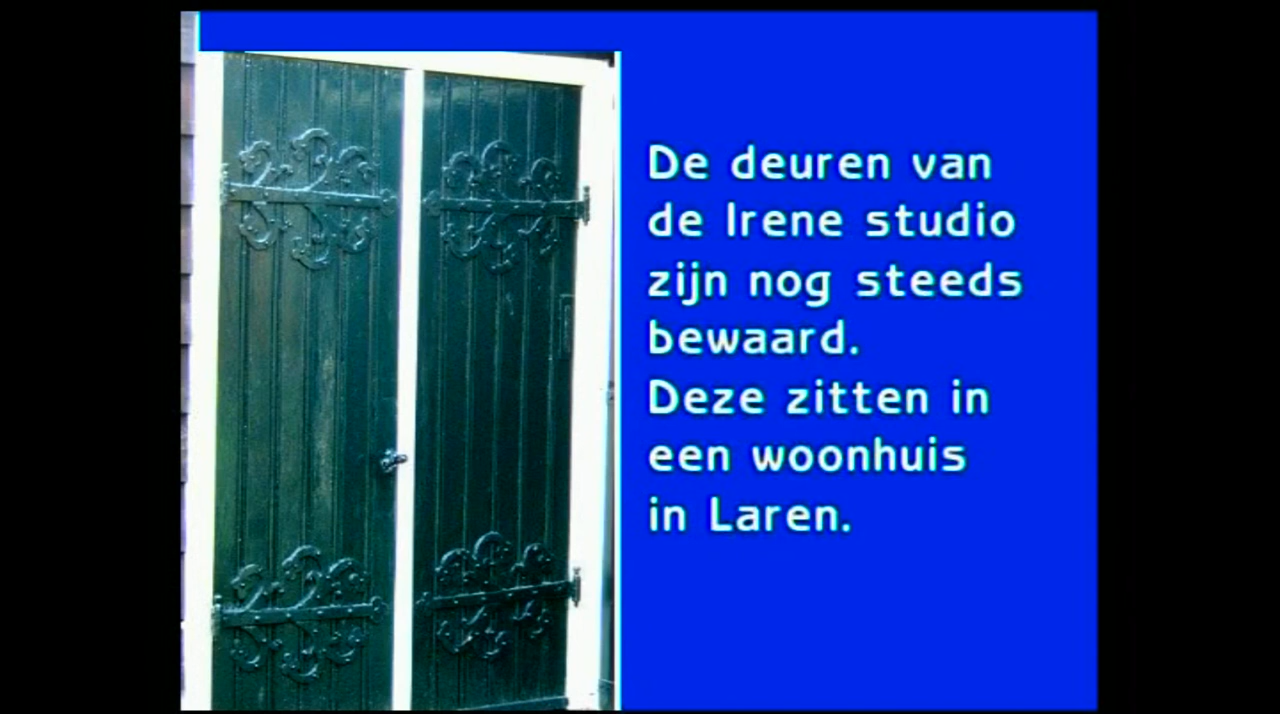 De deuren van
de Irene studio
zijn nog steeds
bewaard.
Deze zitten in
een woonhuis
in Laren.